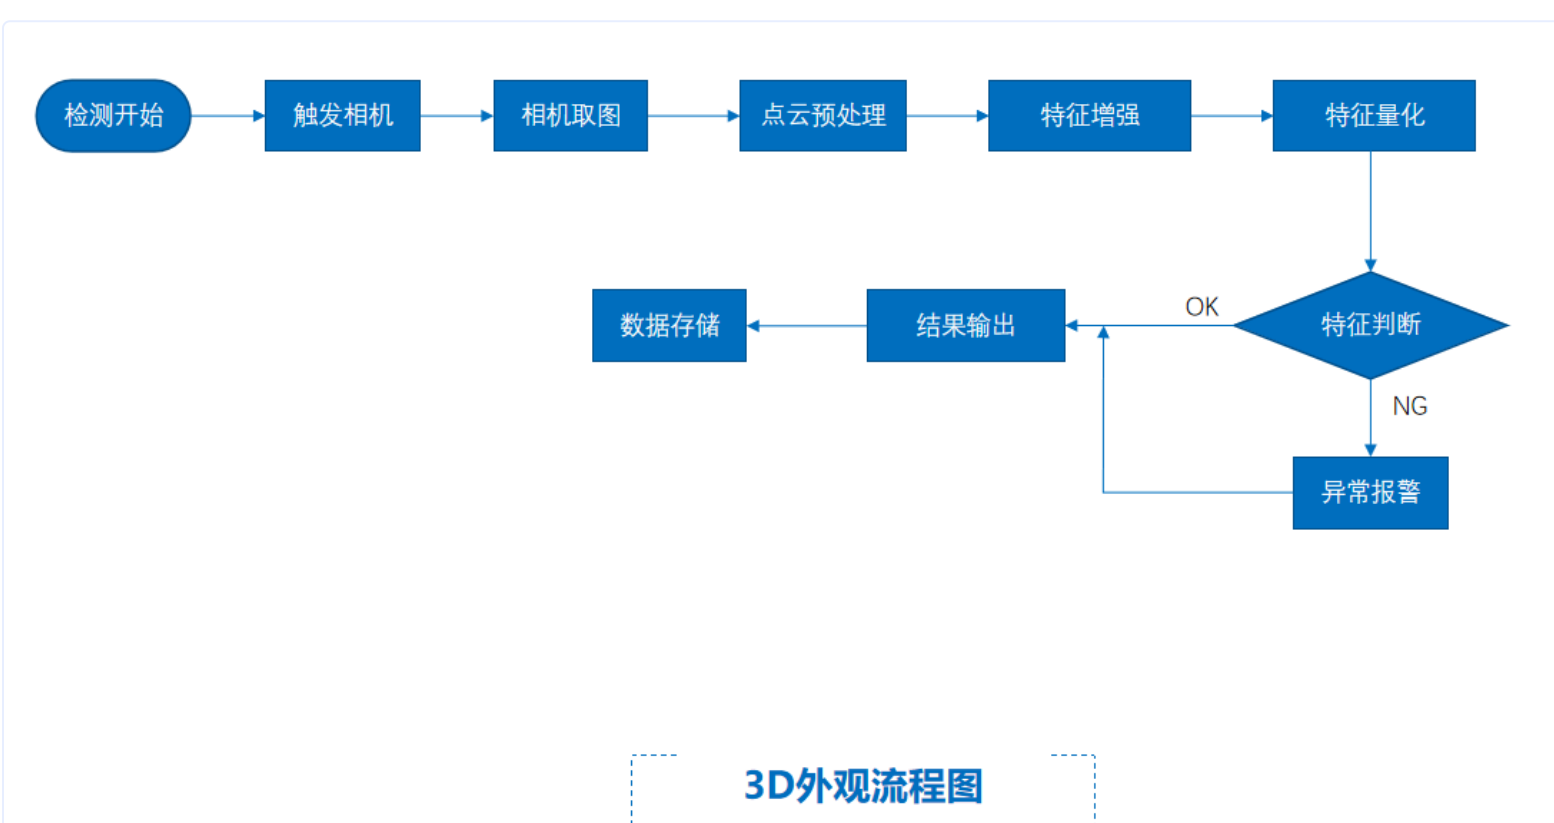 检测开始
触发相机
相机取图
点云预处理
特征增强
特征量化
数据存储
结果输出
OK
特征判断
NG
异常报警
3D外观流程图